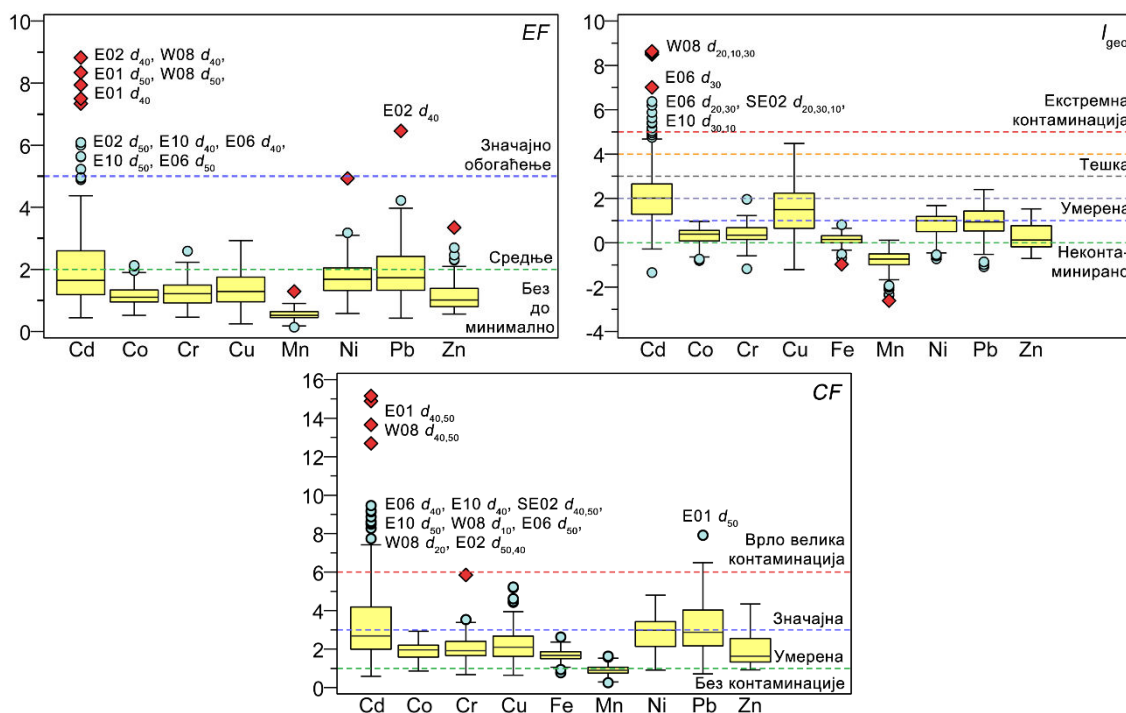 EF
10
8
6
4
2
0
E02 d40, W08 d40,
E01 d50, W08 d50,
E01 d40
E02 d50, E10 d40, E06 d40,
E10 d50, E06 d50
E02 d40
Значајно
обогаћење
Средње
Без
до
минимално
Cd Co Cr Cu Mn Ni Pb Zn
Igeo
10
8
6
4
2
0
-2
-4
W08 d20,10,30
E06 d30
E06 d20,30, SE02 d20,30,10,
E10 d30,10
Екстремна
контаминација
Тешка
Умерена
Неконта-
минирано
Cd Co Cr Cu Fe Mn Ni Pb Zn
CF
16
14
12
10
8
6
4
2
0
E01 d40,50
W08 d40,50
E06 d40, E10 d40, SE02 d40,50,
E10 d50, W08 d10, E06 d50,
W08 d20, E02 d50,40
E01 d50
Врло велика
контаминација
Значајна
Умерена
Без контаминације
Cd Co Cr Cu Fe Mn Ni Pb Zn